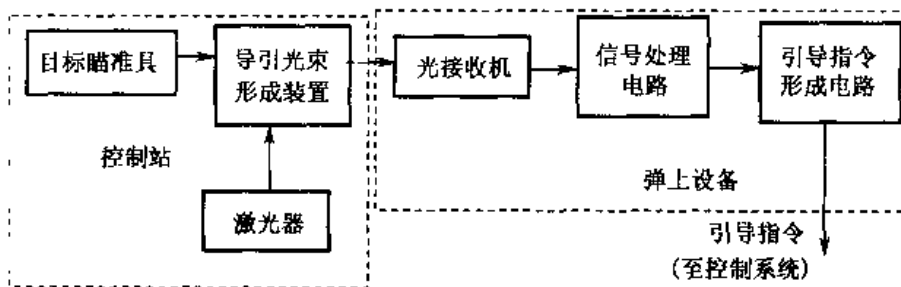 目标瞄准具
导引光束
形成装置
光接收机
信号处理
电路
引导指令
形成电路
控制站
激光器
弹上设备
引导指令
(至控制系统)